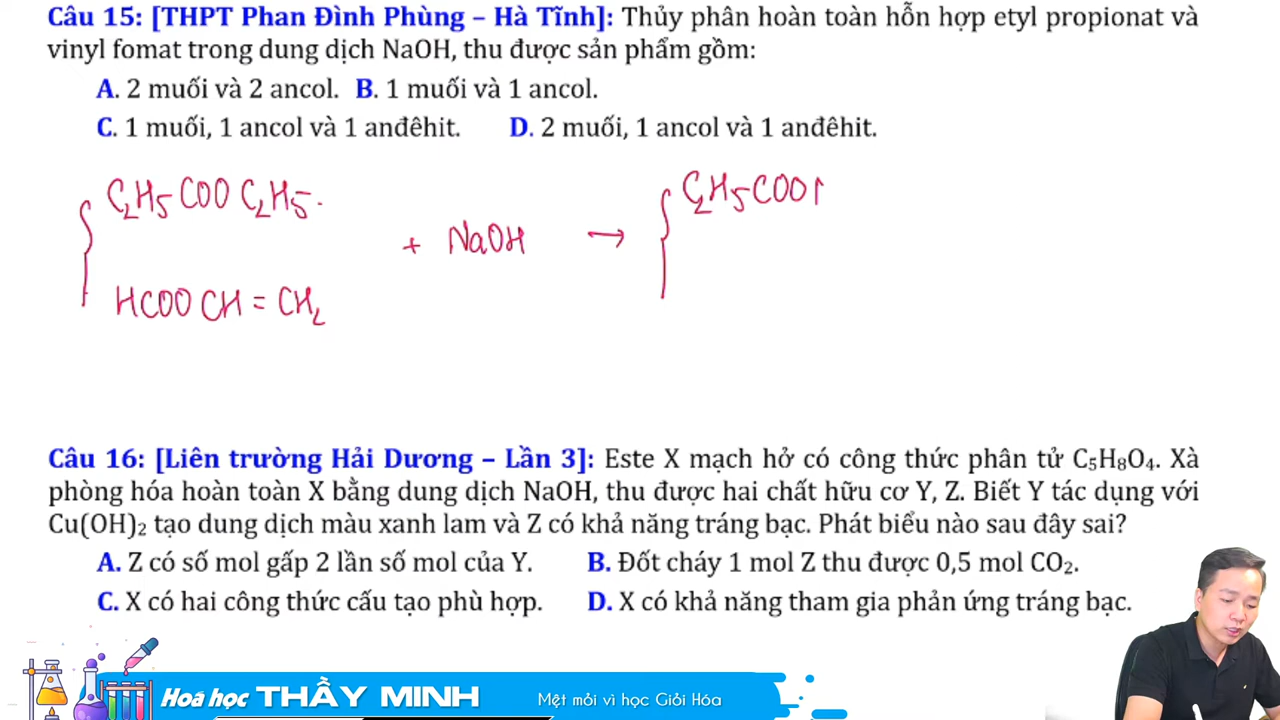 Câu 15: [THPT Phan Đình Phùng – Hà Tĩnh]: Thủy phân hoàn toàn hỗn hợp etyl propionat và
vinyl fomat trong dung dịch NaOH, thu được sản phẩm gồm:
A. 2 muối và 2 ancol. B. 1 muối và 1 ancol.
C. 1 muối, 1 ancol và 1 anđêhit. D. 2 muối, 1 ancol và 1 anđêhit.
C₂H₅COOC₂H₅.
HCOOCH=CH₂
+ NaOH →
C₂H₅COO
Câu 16: [Liên trường Hải Dương – Lần 3]: Este X mạch hở có công thức phân tử C₅H₈O₄. Xà
phòng hóa hoàn toàn X bằng dung dịch NaOH, thu được hai chất hữu cơ Y, Z. Biết Y tác dụng với
Cu(OH)₂ tạo dung dịch màu xanh lam và Z có khả năng tráng bạc. Phát biểu nào sau đây sai?
A. Z có số mol gấp 2 lần số mol của Y. B. Đốt cháy 1 mol Z thu được 0,5 mol CO₂.
C. X có hai công thức cấu tạo phù hợp. D. X có khả năng tham gia phản ứng tráng bạc.
Hoá học THẦY MINH Mệt mỏi vì học Giỏi Hóa